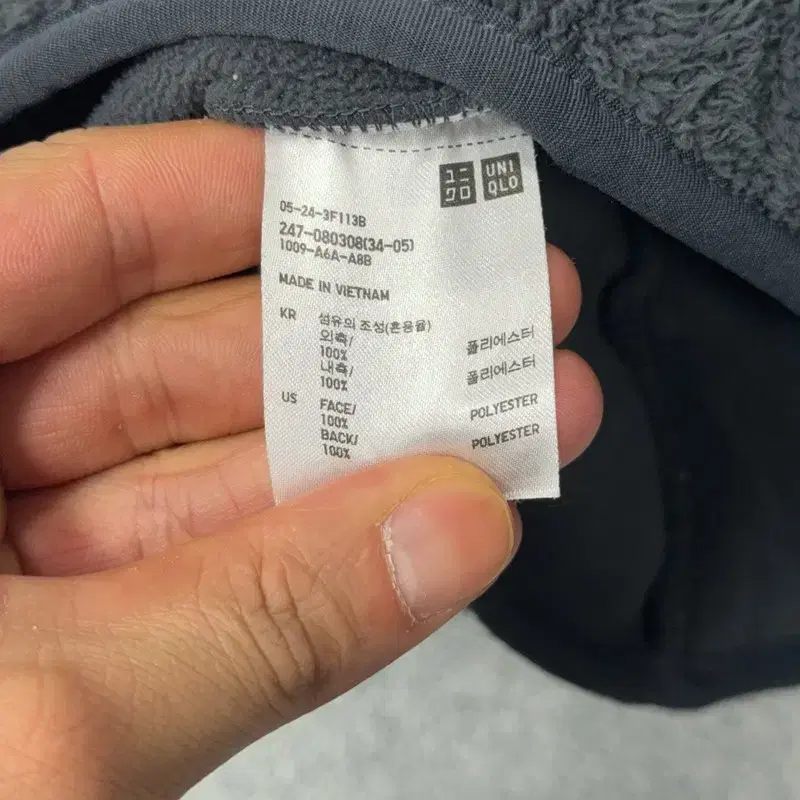 ユニ
クロ
UNI
QLO
05-24-3F113B
247-080308(34-05)
1009-A6A-A8B
MADE IN VIETNAM
KR 섬유의 조성(혼용율)
외측/ 폴리에스터
100%
내측/ 폴리에스터
100%
US FACE/ POLYESTER
100%
BACK/ POLYESTER
100%